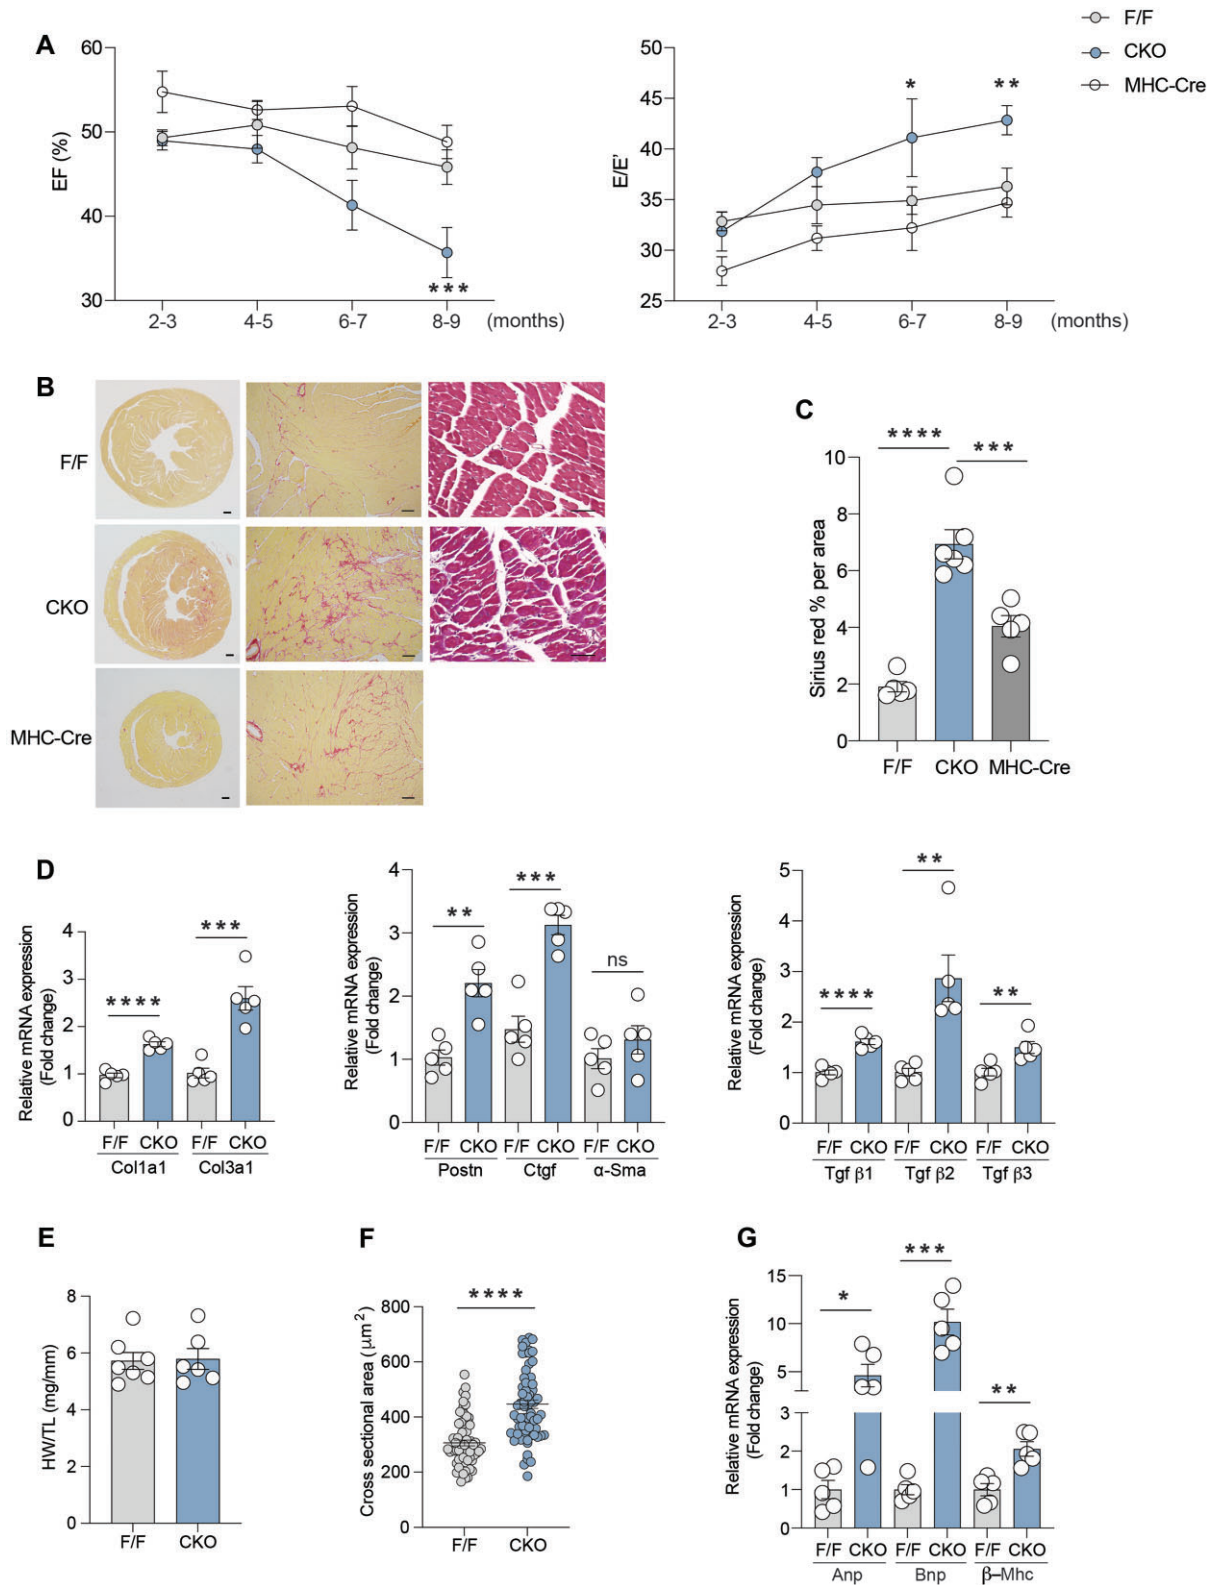 F/F
CKO
MHC-Cre
A
EF (%)
60
50
40
30
***
2-3 4-5 6-7 8-9 (months)
E/E'
50
45
40
35
30
25
* **
2-3 4-5 6-7 8-9 (months)
B
F/F
CKO
MHC-Cre
C
Sirius red % per area
10
8
6
4
2
0
**** ***
F/F CKO MHC-Cre
D
Relative mRNA expression
(Fold change)
4
3
2
1
0
**** ***
F/F CKO F/F CKO
Col1a1 Col3a1
Relative mRNA expression
(Fold change)
4
3
2
1
0
** *** ns
F/F CKO F/F CKO F/F CKO
Postn Ctgf α-Sma
Relative mRNA expression
(Fold change)
5
4
3
2
1
0
**** ** **
F/F CKO F/F CKO F/F CKO
Tgf β1 Tgf β2 Tgf β3
E
HW/TL (mg/mm)
8
6
4
2
0
F/F CKO
F
Cross sectional area (μm²)
800
600
400
200
0
****
F/F CKO
G
Relative mRNA expression
(Fold change)
15
10
5
2
1
0
* *** **
F/F CKO F/F CKO F/F CKO
Anp Bnp β–Mhc